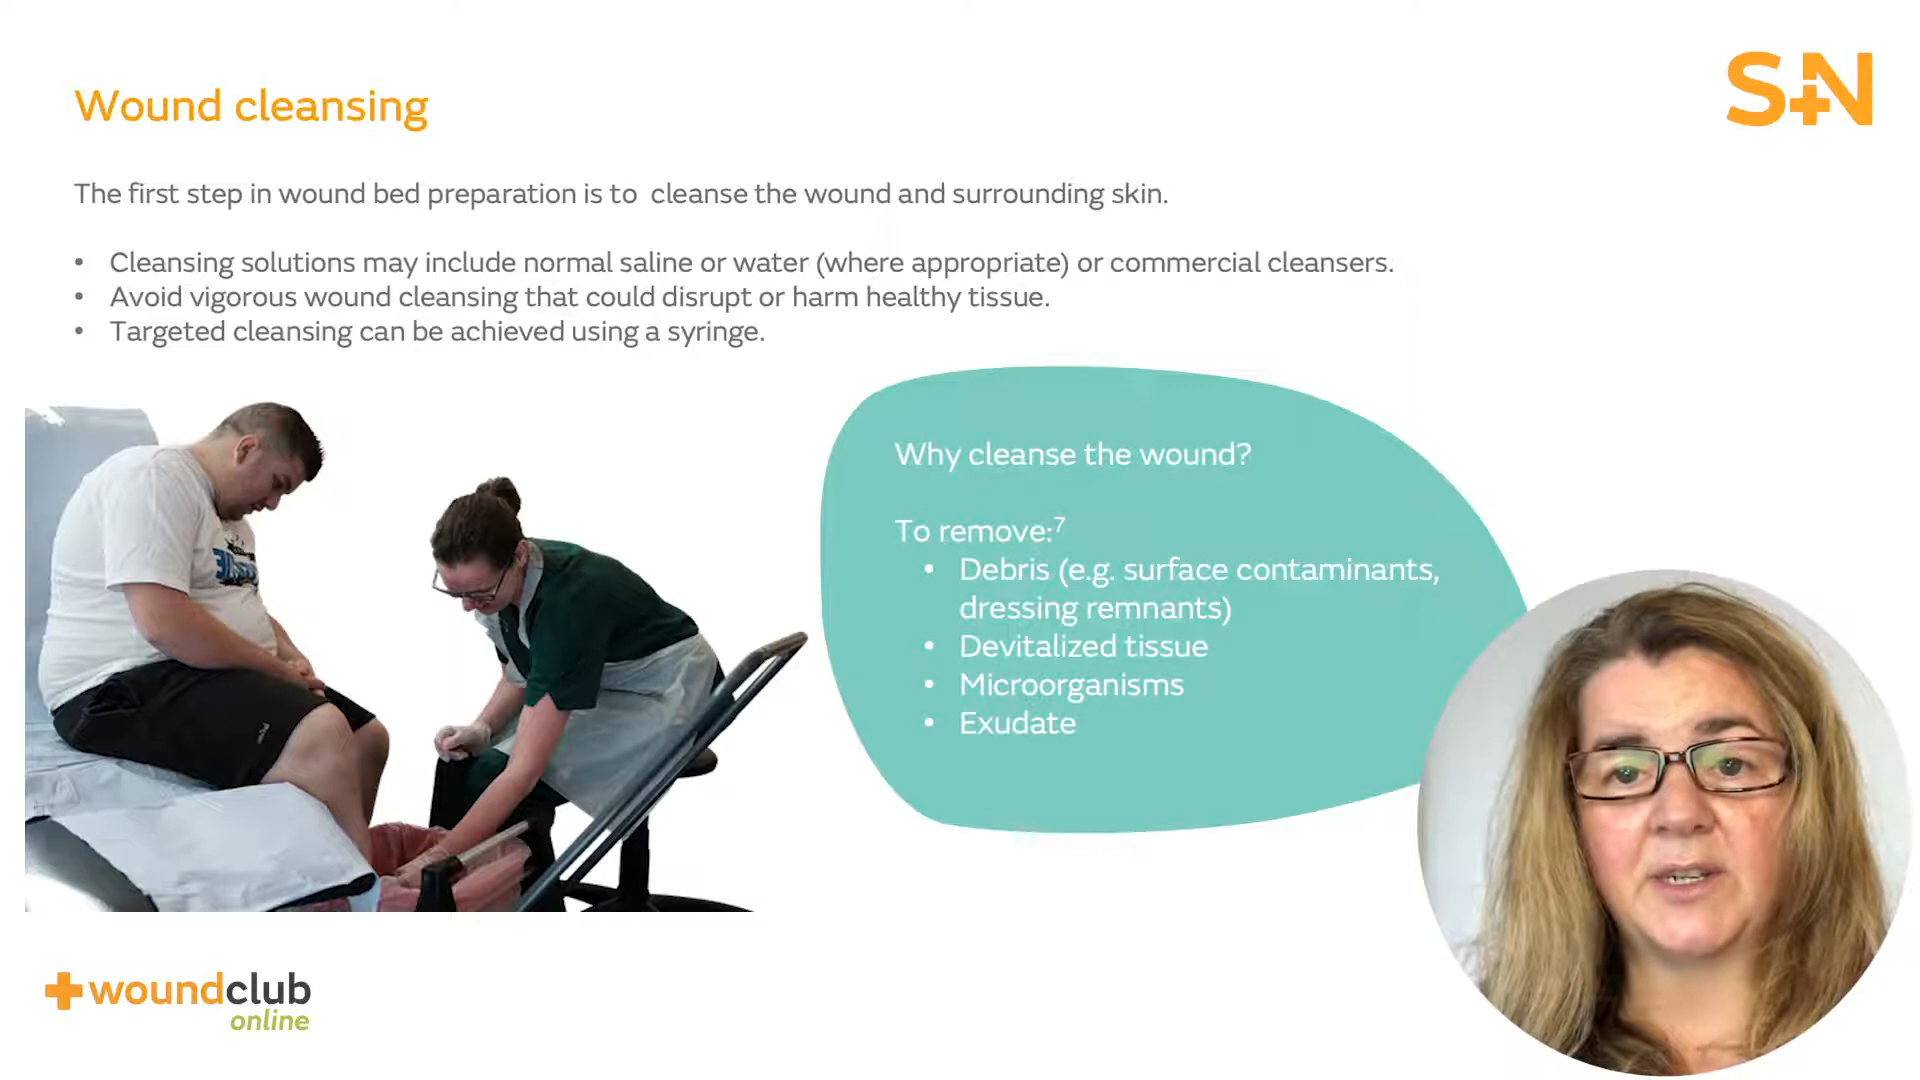 S+N
Wound cleansing
The first step in wound bed preparation is to cleanse the wound and surrounding skin.
• Cleansing solutions may include normal saline or water (where appropriate) or commercial cleansers.
• Avoid vigorous wound cleansing that could disrupt or harm healthy tissue.
• Targeted cleansing can be achieved using a syringe.
Why cleanse the wound?
To remove:⁷
• Debris (e.g. surface contaminants,
dressing remnants)
• Devitalized tissue
• Microorganisms
• Exudate
woundclub
online